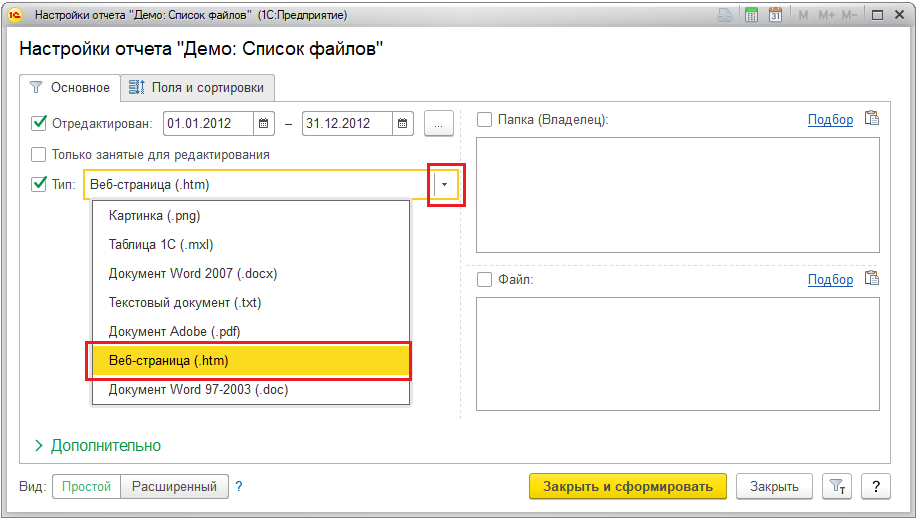 Настройки отчета "Демо: Список файлов" (1С:Предприятие)
31
M M+ M-
Настройки отчета "Демо: Список файлов"
Основное
Поля и сортировки
Отредактирован: 01.01.2012 – 31.12.2012 ...
Папка (Владелец): Подбор
Только занятые для редактирования
Тип: Веб-страница (.htm)
Картинка (.png)
Таблица 1С (.mxl)
Документ Word 2007 (.docx)
Текстовый документ (.txt)
Документ Adobe (.pdf)
Веб-страница (.htm)
Документ Word 97-2003 (.doc)
Файл: Подбор
Дополнительно
Вид: Простой Расширенный ?
Закрыть и сформировать
Закрыть
?